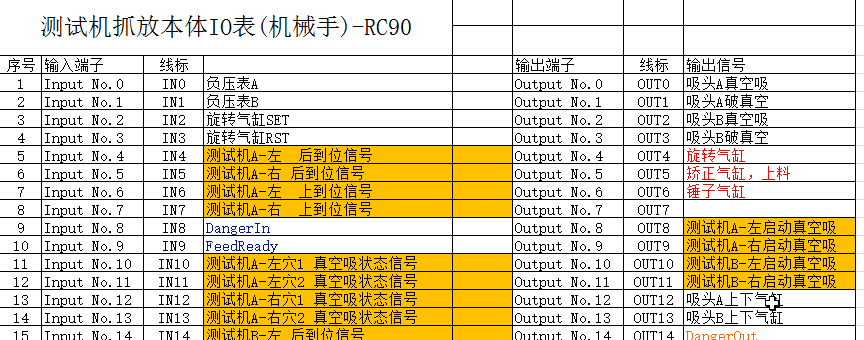 测试机抓放本体IO表(机械手)-RC90
序号 输入端子 线标 输出端子 线标 输出信号
1 Input No.0 IN0 负压表A Output No.0 OUT0 吸头A真空吸
2 Input No.1 IN1 负压表B Output No.1 OUT1 吸头A破真空
3 Input No.2 IN2 旋转气缸SET Output No.2 OUT2 吸头B真空吸
4 Input No.3 IN3 旋转气缸RST Output No.3 OUT3 吸头B破真空
5 Input No.4 IN4 测试机A-左 后到位信号 Output No.4 OUT4 旋转气缸
6 Input No.5 IN5 测试机A-右 后到位信号 Output No.5 OUT5 矫正气缸，上料
7 Input No.6 IN6 测试机A-左 上到位信号 Output No.6 OUT6 锤子气缸
8 Input No.7 IN7 测试机A-右 上到位信号 Output No.7 OUT7
9 Input No.8 IN8 DangerIn Output No.8 OUT8 测试机A-左启动真空吸
10 Input No.9 IN9 FeedReady Output No.9 OUT9 测试机A-右启动真空吸
11 Input No.10 IN10 测试机A-左穴1 真空吸状态信号 Output No.10 OUT10 测试机B-左启动真空吸
12 Input No.11 IN11 测试机A-左穴2 真空吸状态信号 Output No.11 OUT11 测试机B-右启动真空吸
13 Input No.12 IN12 测试机A-右穴1 真空吸状态信号 Output No.12 OUT12 吸头A上下气缸
14 Input No.13 IN13 测试机A-右穴2 真空吸状态信号 Output No.13 OUT13 吸头B上下气缸
15 Input No.14 IN14 测试机B-左 后到位信号 Output No.14 OUT14 DangerOut